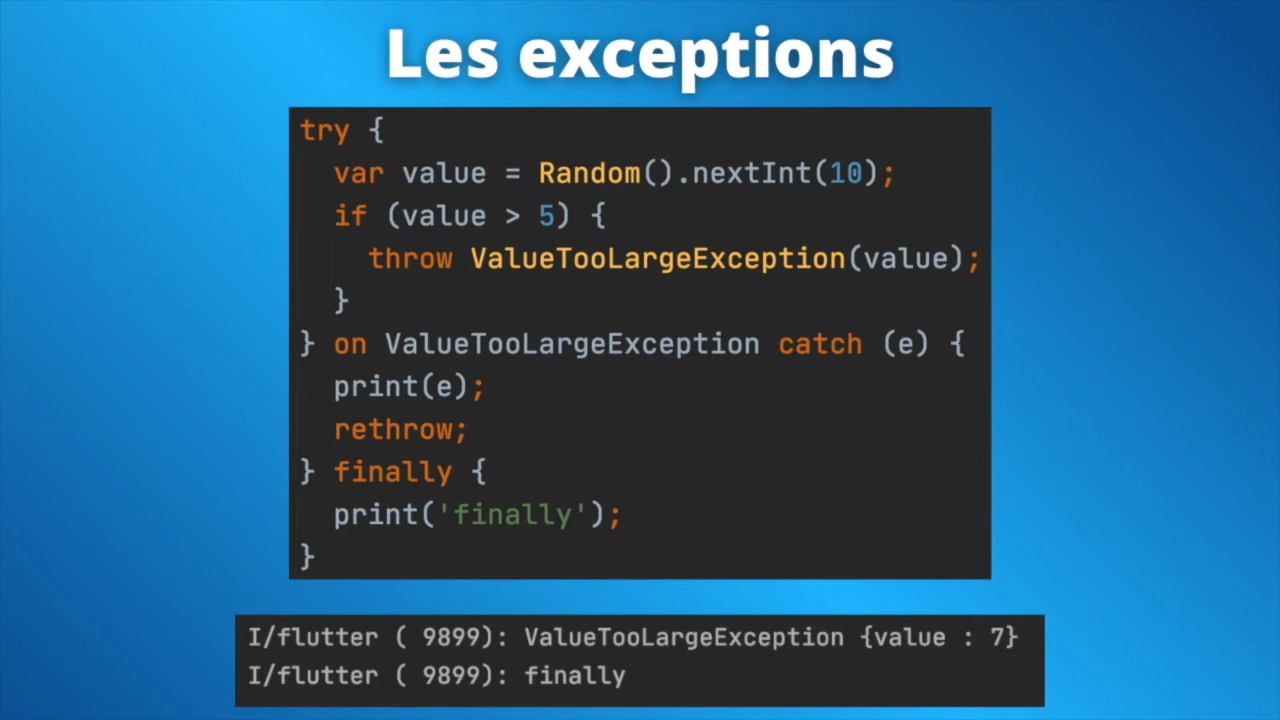 Les exceptions
try {
  var value = Random().nextInt(10);
  if (value > 5) {
    throw ValueTooLargeException(value);
  }
} on ValueTooLargeException catch (e) {
  print(e);
  rethrow;
} finally {
  print('finally');
}
I/flutter ( 9899): ValueTooLargeException {value : 7}
I/flutter ( 9899): finally